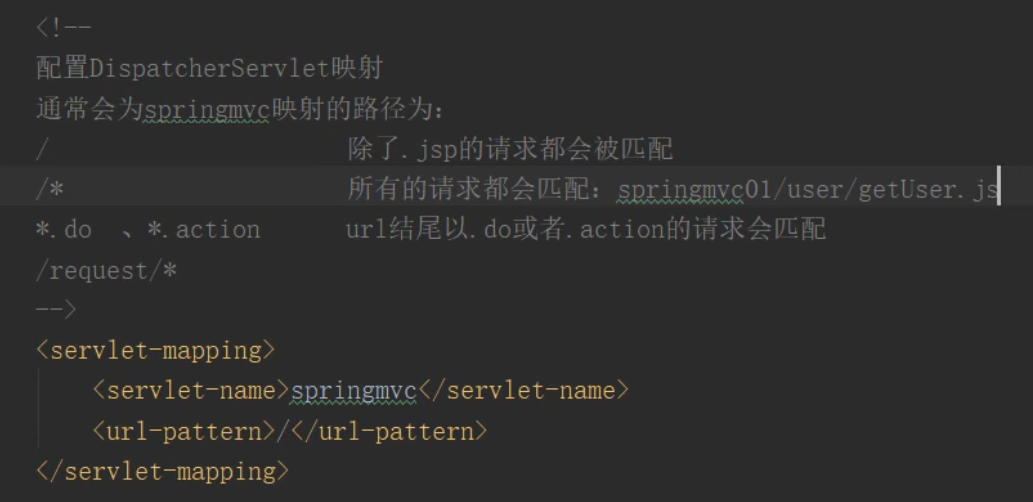 <!--
配置DispatcherServlet映射
通常会为springmvc映射的路径为:
/ 除了.jsp的请求都会被匹配
/* 所有的请求都会匹配: springmvc01/user/getUser.js
*.do 、*.action url结尾以.do或者.action的请求会匹配
/request/*
-->
<servlet-mapping>
<servlet-name>springmvc</servlet-name>
<url-pattern>/</url-pattern>
</servlet-mapping>